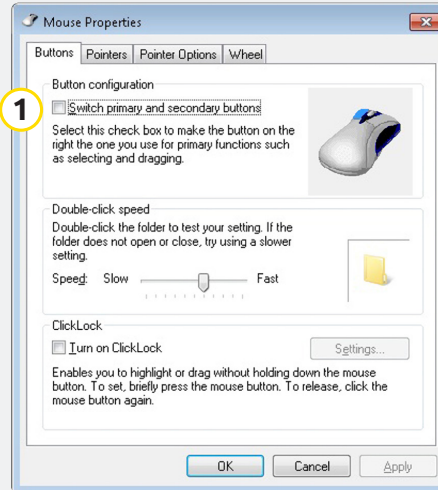 Mouse Properties
Buttons Pointers Pointer Options Wheel
Button configuration
1
Switch primary and secondary buttons
Select this check box to make the button on the
right the one you use for primary functions such
as selecting and dragging.
Double-click speed
Double-click the folder to test your setting. If the
folder does not open or close, try using a slower
setting.
Speed: Slow Fast
ClickLock
Turn on ClickLock
Settings...
Enables you to highlight or drag without holding down the mouse
button. To set, briefly press the mouse button. To release, click the
mouse button again.
OK Cancel Apply